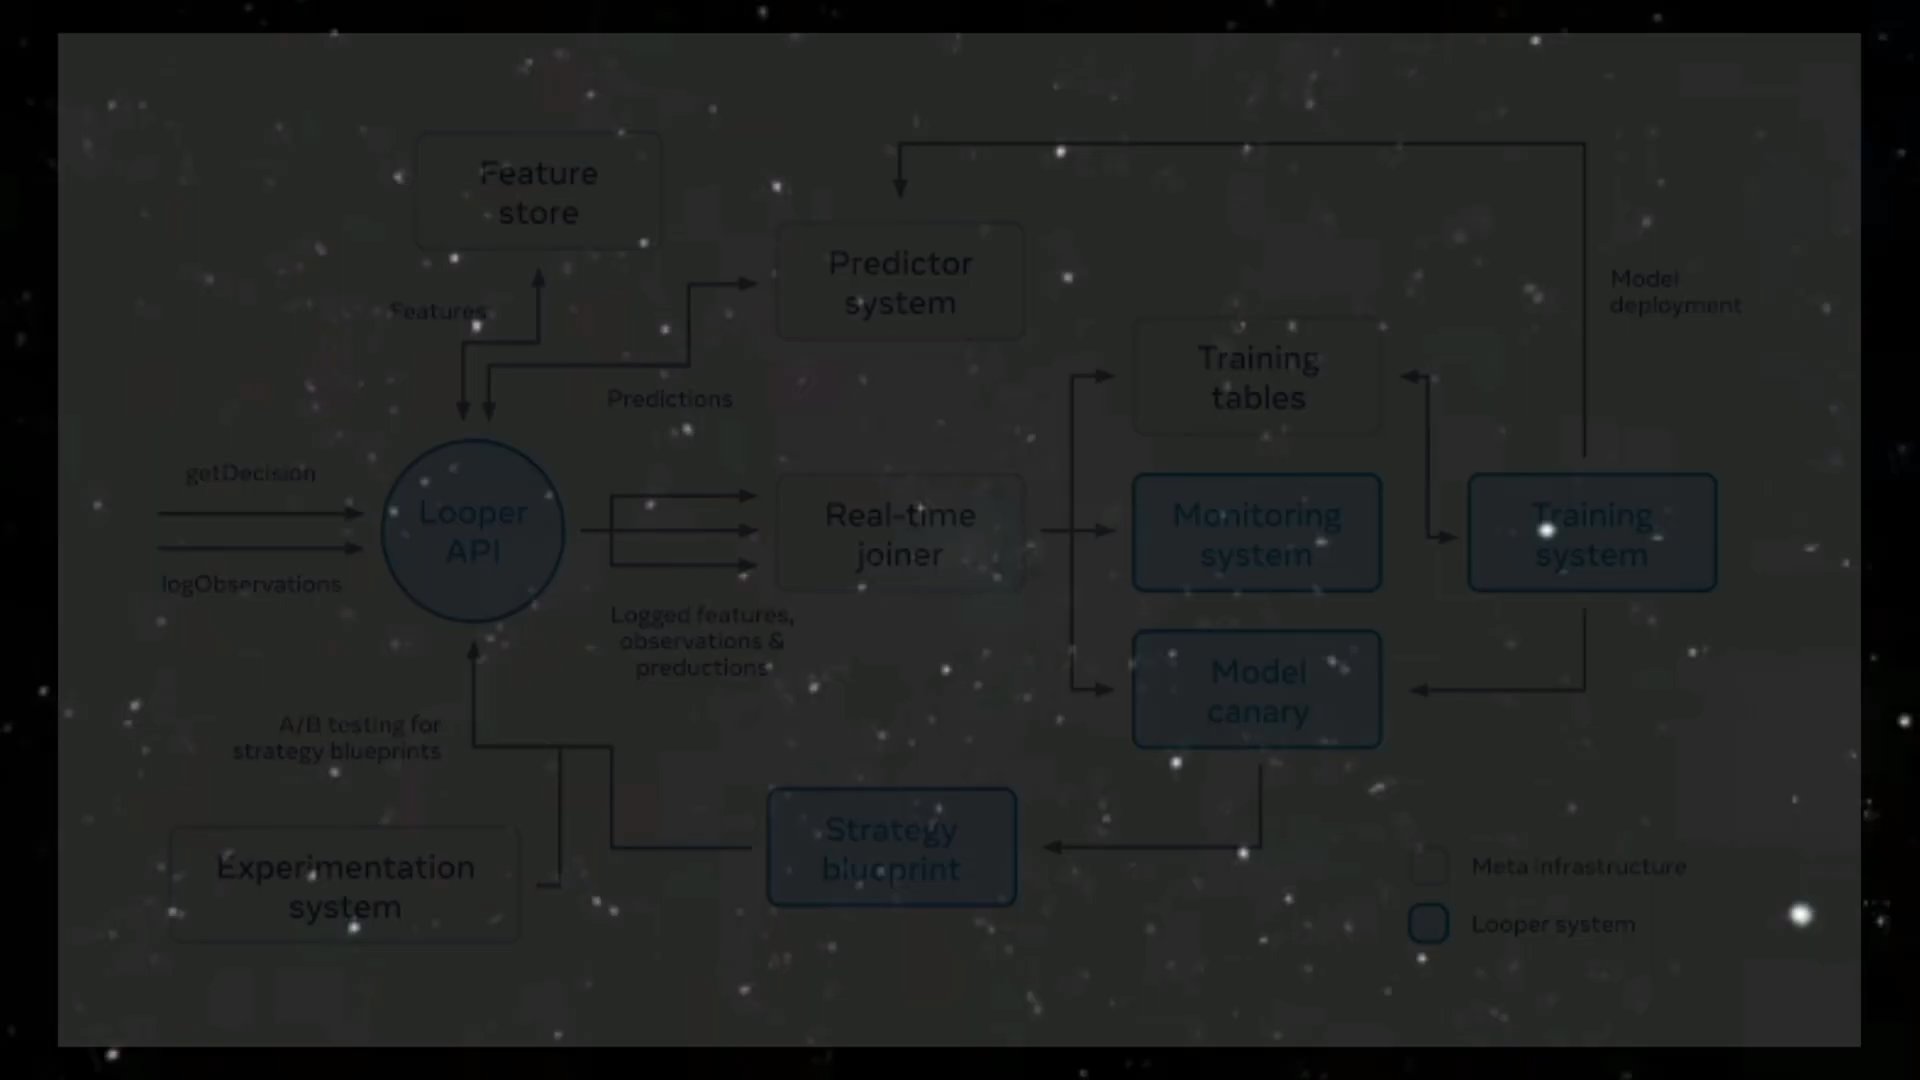 Feature
store
Predictor
system
Model
deployment
Features
Training
tables
Predictions
getDecision
Looper
API
logObservations
Real-time
joiner
Monitoring
system
Training
system
Logged features,
observations &
preductions
Model
canary
A/B testing for
strategy blueprints
Strategy
blueprint
Experimentation
system
Meta infrastructure
Looper system